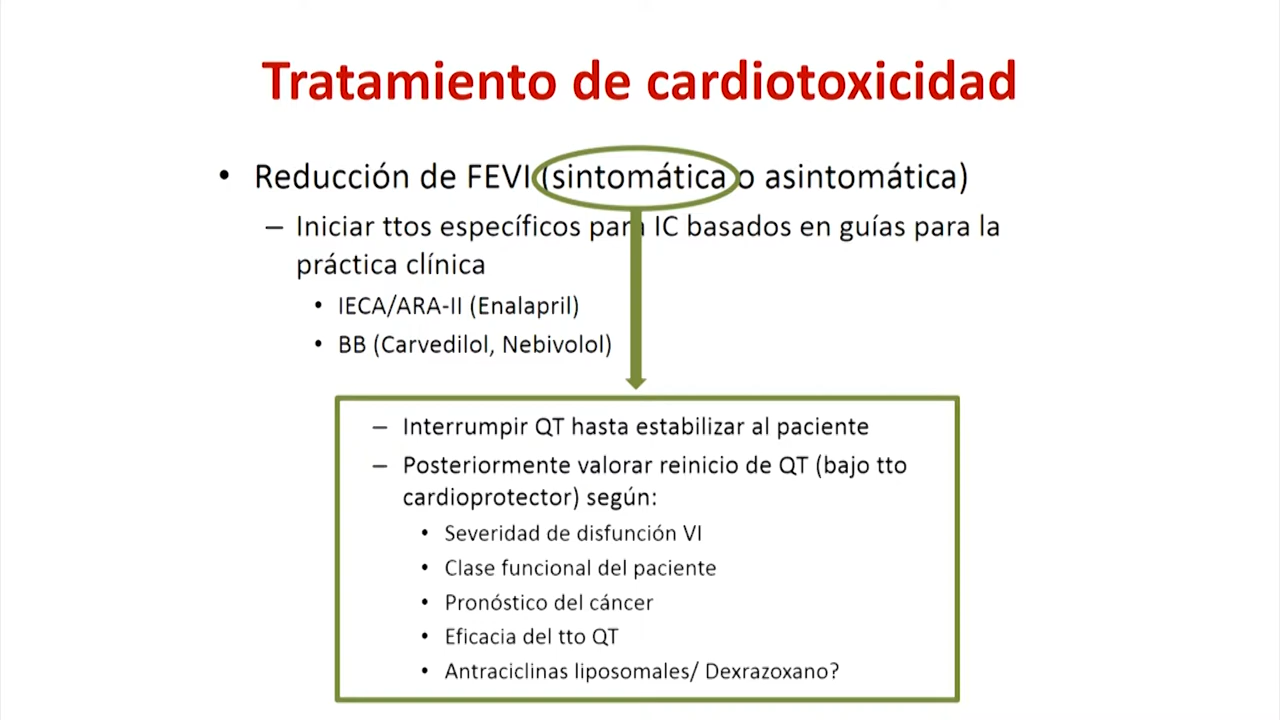 Tratamiento de cardiotoxicidad
• Reducción de FEVI (sintomática o asintomática)
– Iniciar ttos específicos para IC basados en guías para la
práctica clínica
• IECA/ARA-II (Enalapril)
• BB (Carvedilol, Nebivolol)
– Interrumpir QT hasta estabilizar al paciente
– Posteriormente valorar reinicio de QT (bajo tto
cardioprotector) según:
• Severidad de disfunción VI
• Clase funcional del paciente
• Pronóstico del cáncer
• Eficacia del tto QT
• Antraciclinas liposomales/ Dexrazoxano?